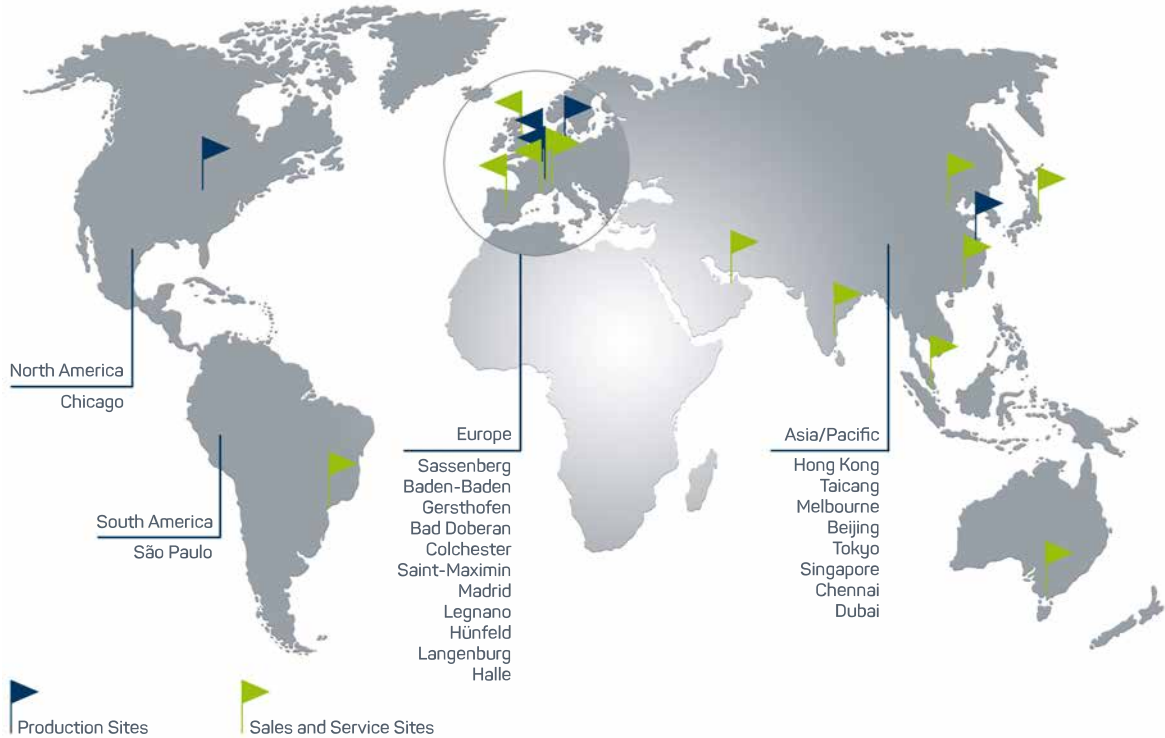 North America
Chicago
South America
São Paulo
Europe
Sassenberg
Baden-Baden
Gersthofen
Bad Doberan
Colchester
Saint-Maximin
Madrid
Legnano
Hünfeld
Langenburg
Halle
Asia/Pacific
Hong Kong
Taicang
Melbourne
Beijing
Tokyo
Singapore
Chennai
Dubai
Production Sites
Sales and Service Sites